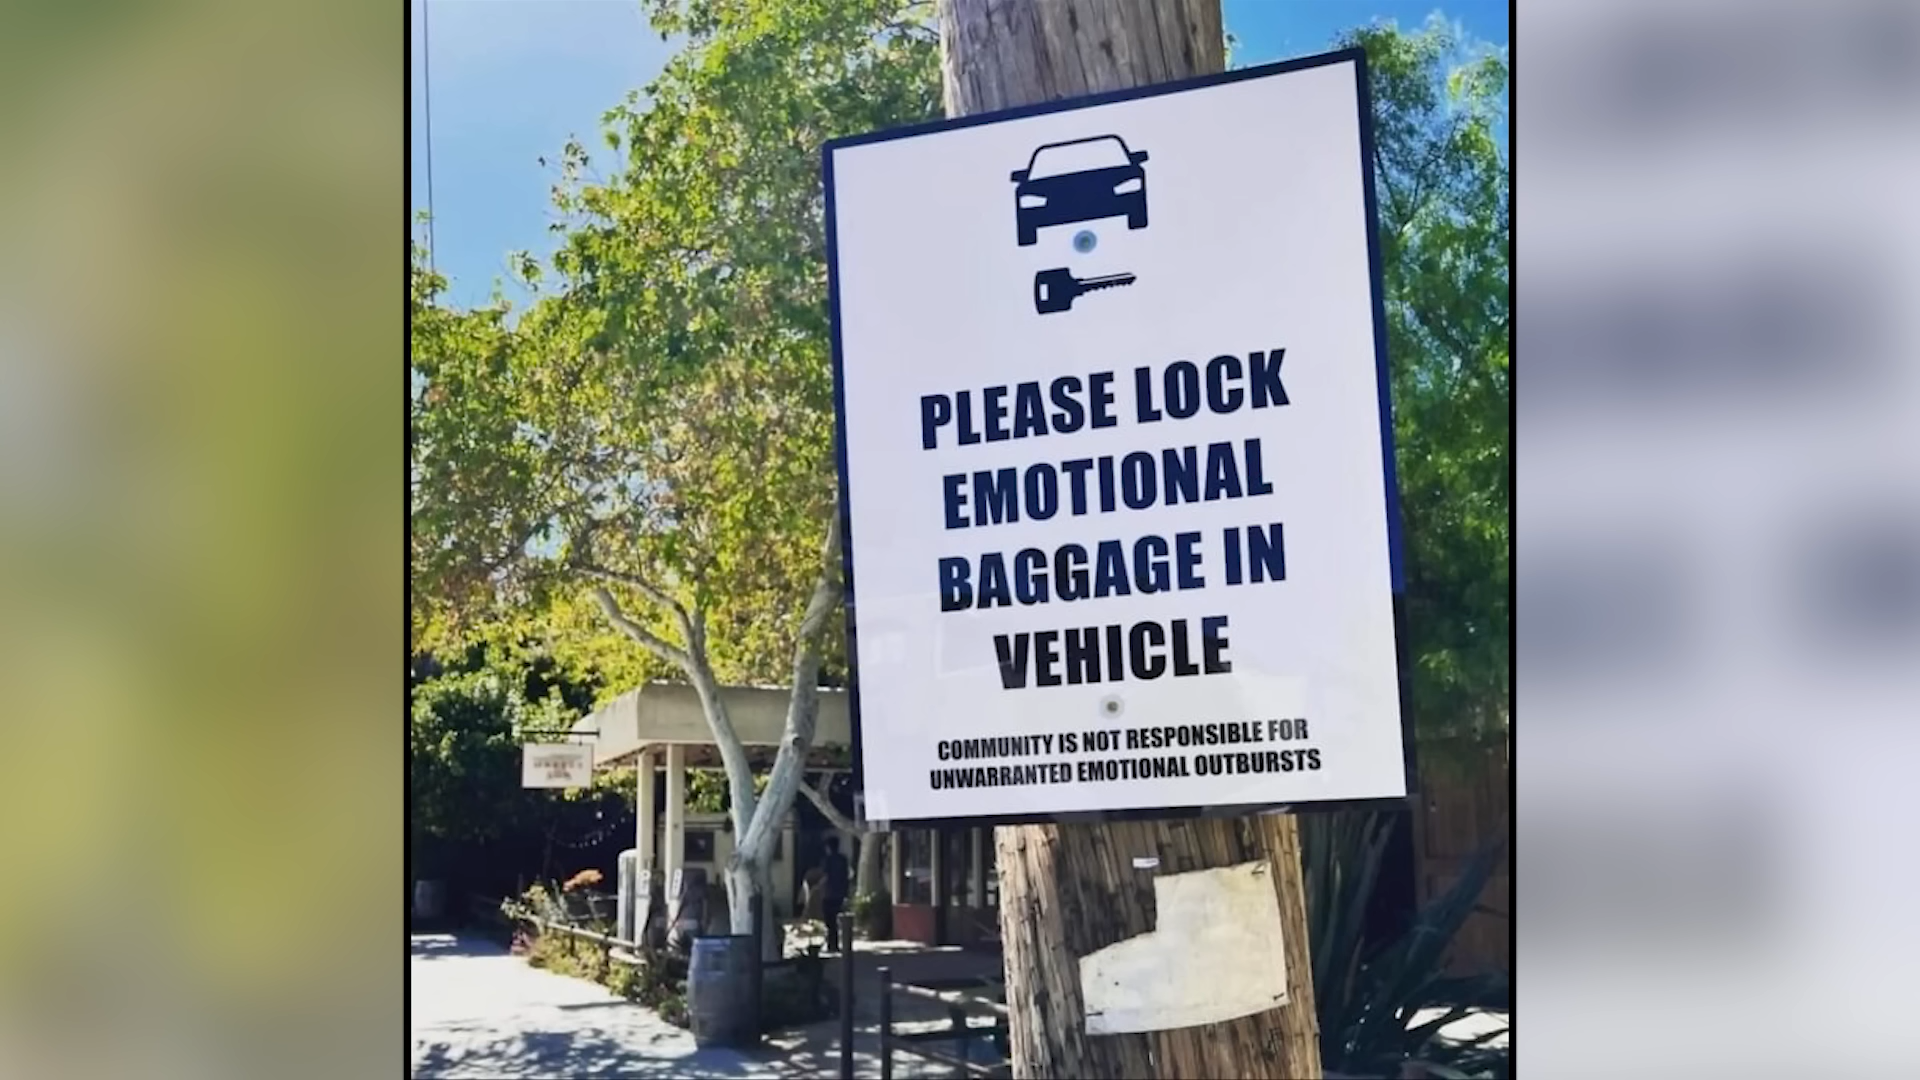 PLEASE LOCK
EMOTIONAL
BAGGAGE IN
VEHICLE
COMMUNITY IS NOT RESPONSIBLE FOR
UNWARRANTED EMOTIONAL OUTBURSTS